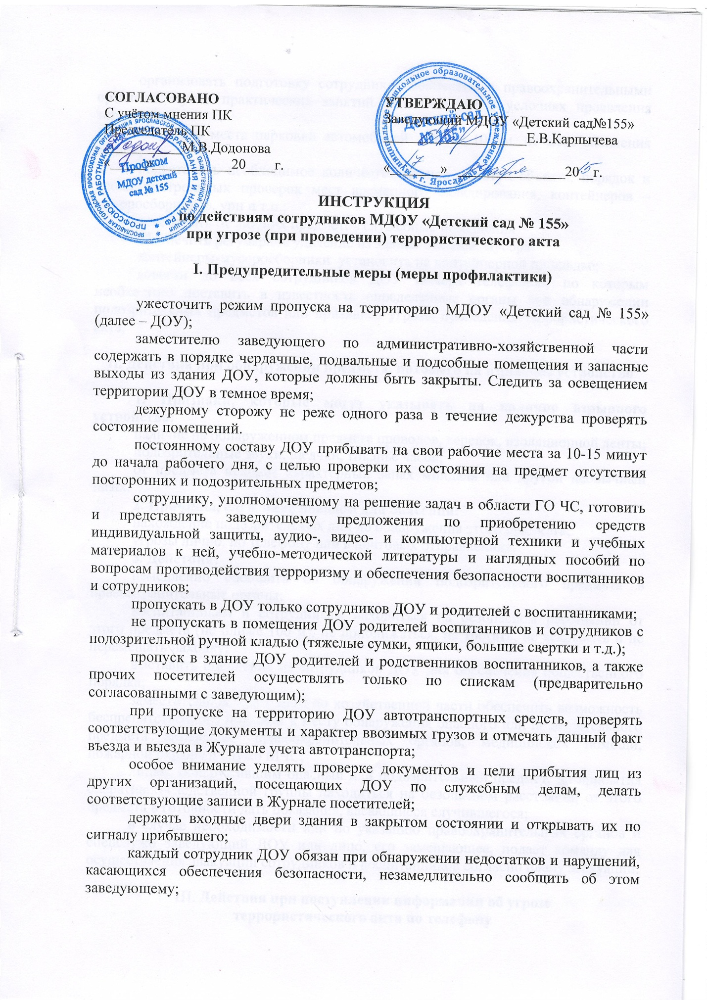 СОГЛАСОВАНО
С учётом мнения ПК
Председатель ПК
___________М.В.Додонова
«_____»___________ 20____ г.
Профком
МДОУ детский
сад № 155
УТВЕРЖДАЮ
Заведующий МДОУ «Детский сад№155»
____________________Е.В.Карпычева
«__17__» _______________20 15 г.
муниципальное дошкольное образовательное учреждение
г. Ярославль
"Детский сад
№ 155"
ИНСТРУКЦИЯ
по действиям сотрудников МДОУ «Детский сад № 155»
при угрозе (при проведении) террористического акта
I. Предупредительные меры (меры профилактики)
ужесточить режим пропуска на территорию МДОУ «Детский сад № 155»
(далее – ДОУ);
заместителю заведующего по административно-хозяйственной части
содержать в порядке чердачные, подвальные и подсобные помещения и запасные
выходы из здания ДОУ, которые должны быть закрыты. Следить за освещением
территории ДОУ в темное время;
дежурному сторожу не реже одного раза в течение дежурства проверять
состояние помещений.
постоянному составу ДОУ прибывать на свои рабочие места за 10-15 минут
до начала рабочего дня, с целью проверки их состояния на предмет отсутствия
посторонних и подозрительных предметов;
сотруднику, уполномоченному на решение задач в области ГО ЧС, готовить
и представлять заведующему предложения по приобретению средств
индивидуальной защиты, аудио-, видео- и компьютерной техники и учебных
материалов к ней, учебно-методической литературы и наглядных пособий по
вопросам противодействия терроризму и обеспечения безопасности воспитанников
и сотрудников;
пропускать в ДОУ только сотрудников ДОУ и родителей с воспитанниками;
не пропускать в помещения ДОУ родителей воспитанников и сотрудников с
подозрительной ручной кладью (тяжелые сумки, ящики, большие свертки и т.д.);
пропуск в здание ДОУ родителей и родственников воспитанников, а также
прочих посетителей осуществлять только по спискам (предварительно
согласованными с заведующим);
при пропуске на территорию ДОУ автотранспортных средств, проверять
соответствующие документы и характер ввозимых грузов и отмечать данный факт
въезда и выезда в Журнале учета автотранспорта;
особое внимание уделять проверке документов и цели прибытия лиц из
других организаций, посещающих ДОУ по служебным делам, делать
соответствующие записи в Журнале посетителей;
держать входные двери здания в закрытом состоянии и открывать их по
сигналу прибывшего;
каждый сотрудник ДОУ обязан при обнаружении недостатков и нарушений,
касающихся обеспечения безопасности, незамедлительно сообщить об этом
заведующему;